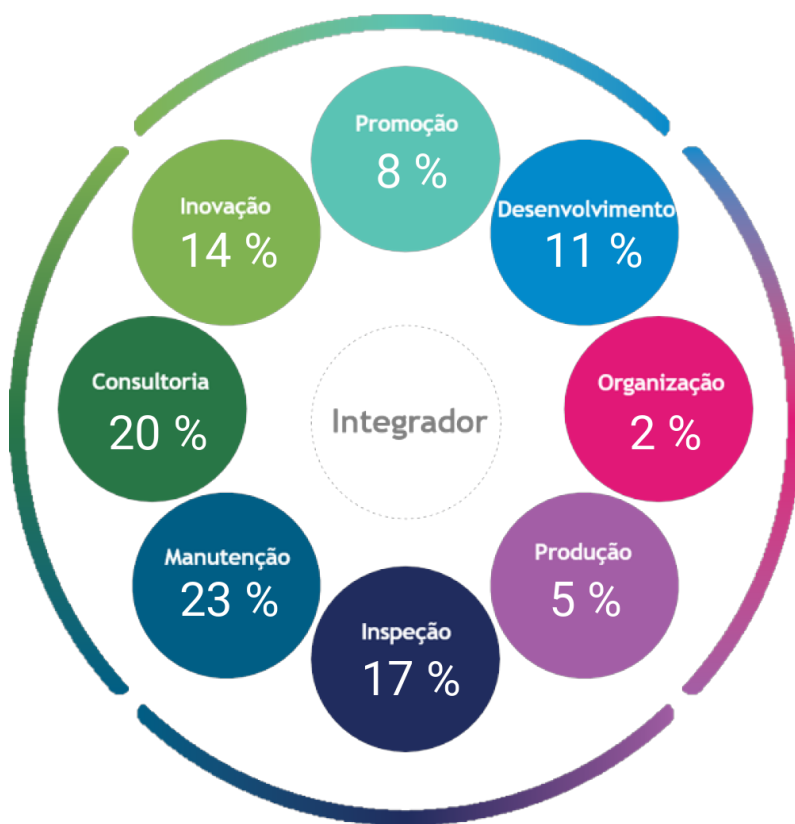 Promoção
8 %
Inovação
14 %
Desenvolvimento
11 %
Consultoria
20 %
Integrador
Organização
2 %
Manutenção
23 %
Produção
5 %
Inspeção
17 %